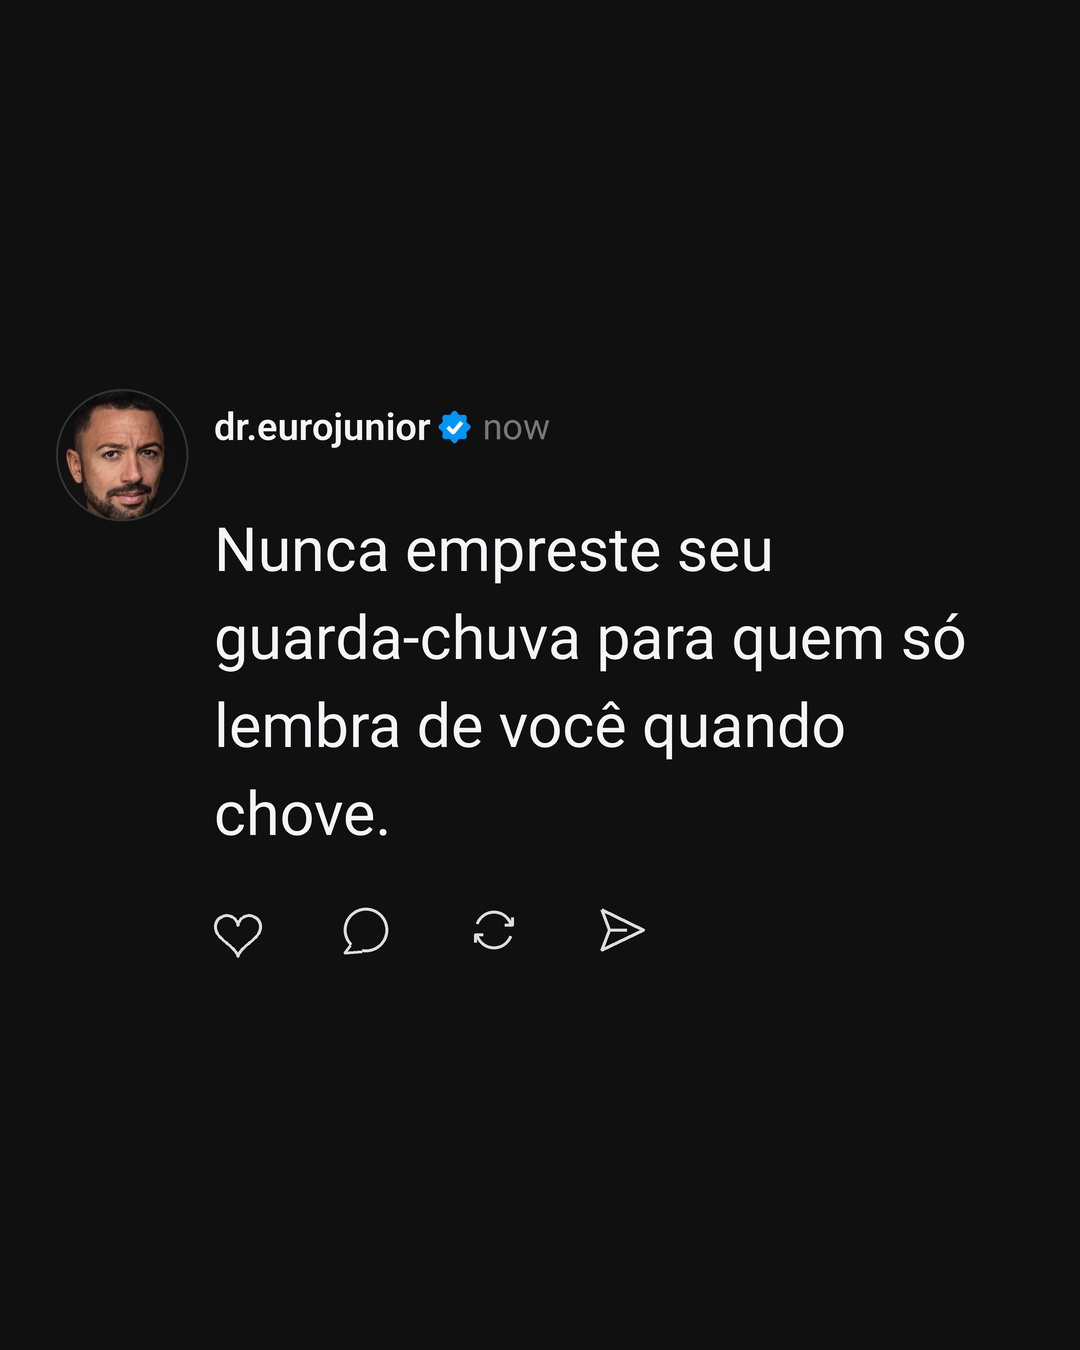 dr.eurojunior now
Nunca empreste seu
guarda-chuva para quem só
lembra de você quando
chove.